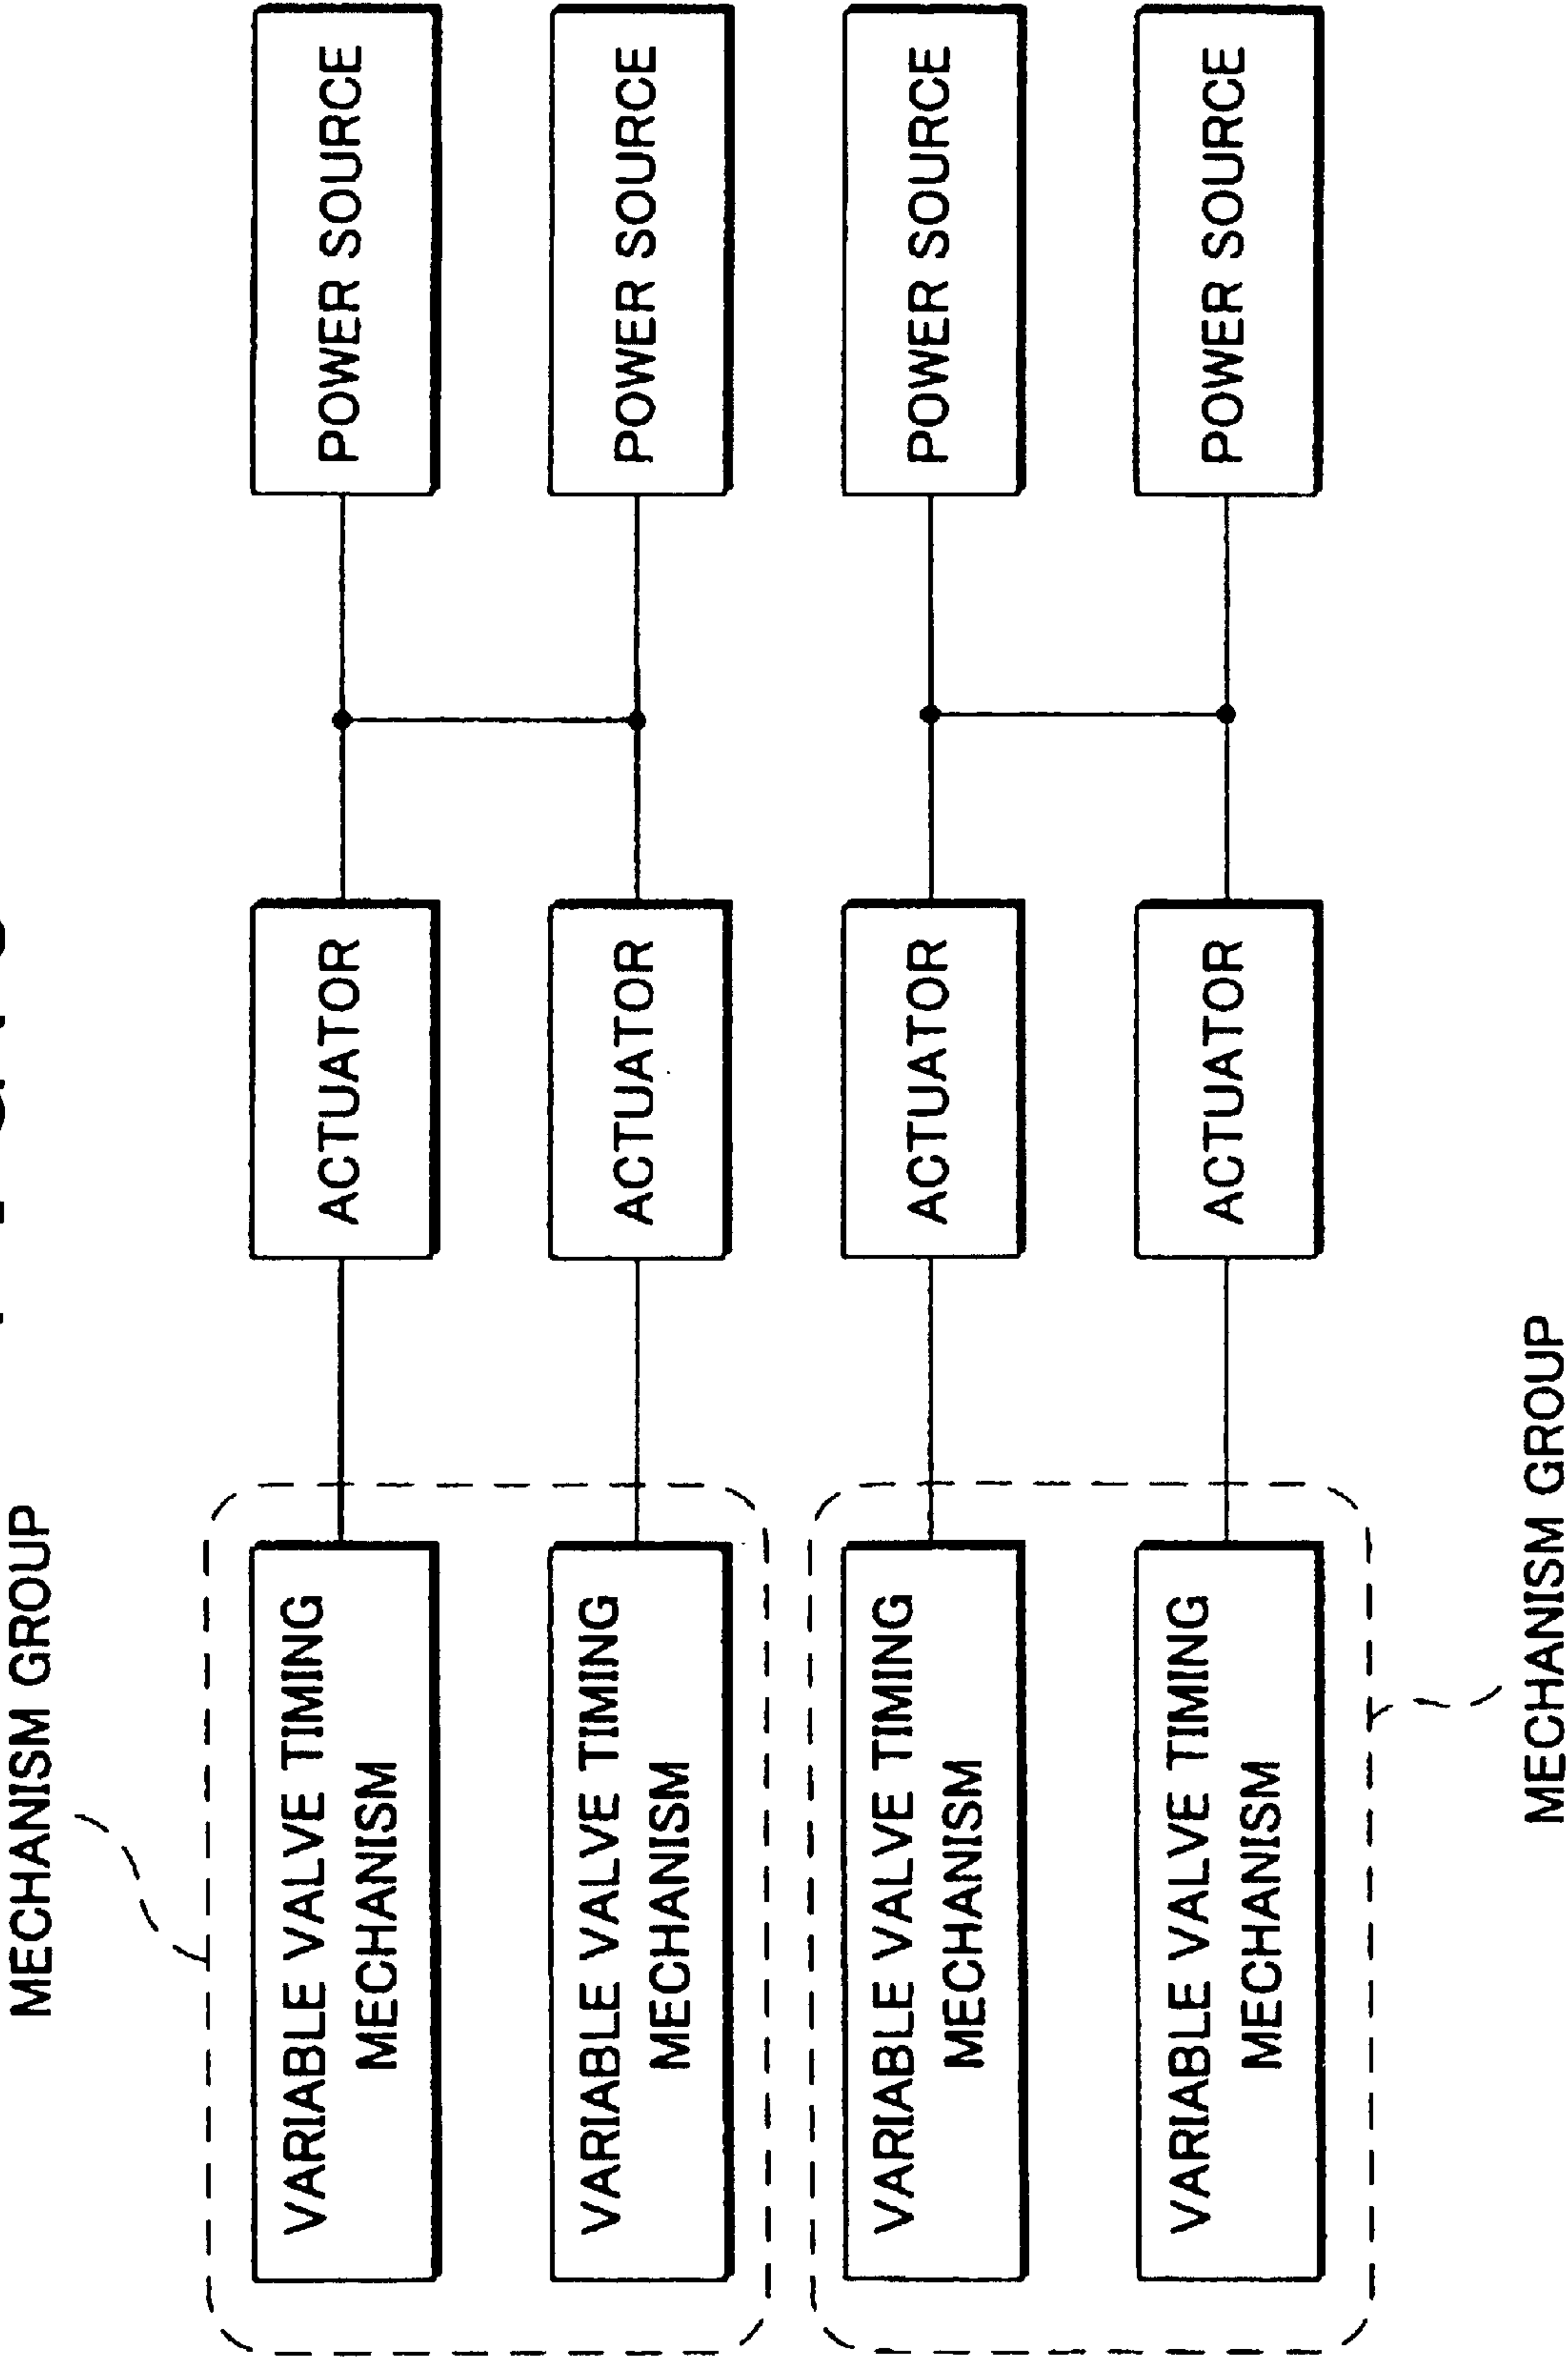 MECHANISM GROUP
VARIABLE VALVE TIMING
MECHANISM
ACTUATOR
POWER SOURCE
VARIABLE VALVE TIMING
MECHANISM
ACTUATOR
POWER SOURCE
VARIABLE VALVE TIMING
MECHANISM
ACTUATOR
POWER SOURCE
VARIABLE VALVE TIMING
MECHANISM
ACTUATOR
POWER SOURCE
MECHANISM GROUP